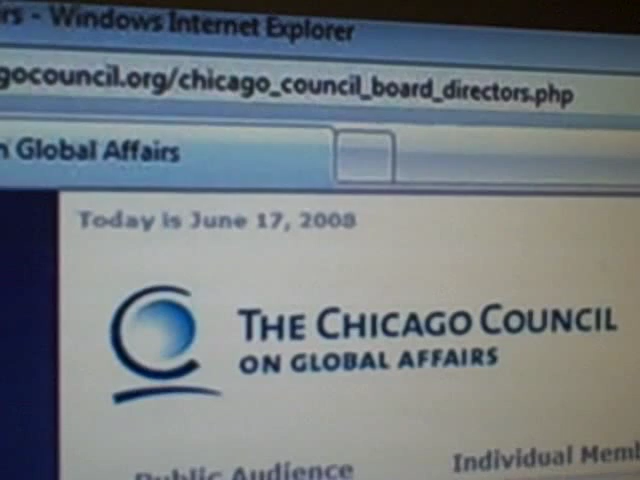 rs - Windows Internet Explorer
gocouncil.org/chicago_council_board_directors.php
n Global Affairs
Today is June 17, 2008
THE CHICAGO COUNCIL
ON GLOBAL AFFAIRS
Public Audience
Individual Memb